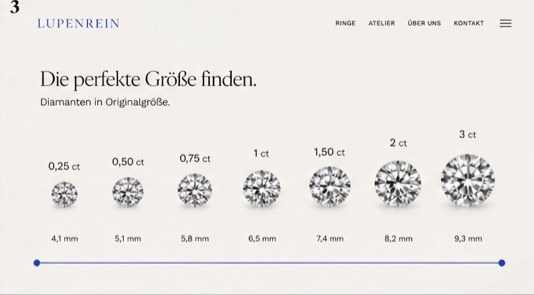 3
LUPENREIN
RINGE ATELIER ÜBER UNS KONTAKT
Die perfekte Größe finden.
Diamanten in Originalgröße.
0,25 ct 0,50 ct 0,75 ct 1 ct 1,50 ct 2 ct 3 ct
4,1 mm 5,1 mm 5,8 mm 6,5 mm 7,4 mm 8,2 mm 9,3 mm